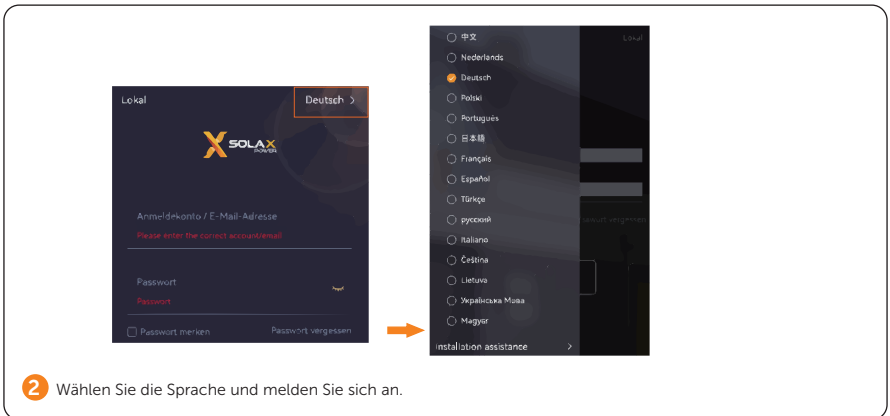 Lokal
Deutsch >
SOLAX
POWER
Anmeldekonto / E-Mail-Adresse
Please enter the correct account/email
Passwort
Passwort
Passwort merken
Passwort vergessen
中文
Lokal
Nederlands
Deutsch
Polski
Português
日本語
Français
Español
Türkçe
русский
Passwort vergessen
Italiano
Čeština
Lietuva
Українська Мова
Magyar
Installation assistance >
2 Wählen Sie die Sprache und melden Sie sich an.